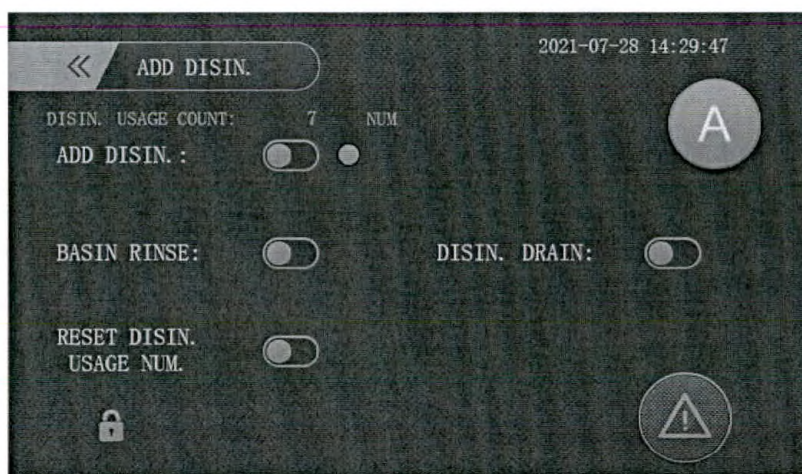 2021-07-28 14:29:47
ADD DISIN.
DISIN. USAGE COUNT: 7 NUM
A
ADD DISIN. :
BASIN RINSE:
DISIN. DRAIN:
RESET DISIN.
USAGE NUM.